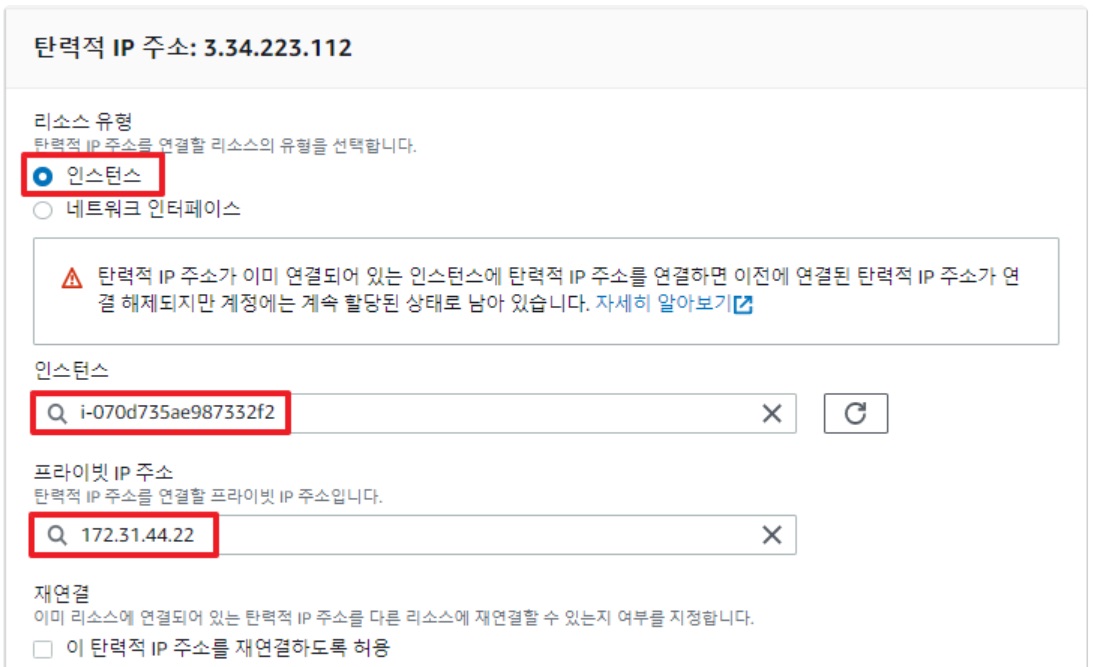 탄력적 IP 주소: 3.34.223.112
리소스 유형
탄력적 IP 주소를 연결할 리소스의 유형을 선택합니다.
인스턴스
네트워크 인터페이스
탄력적 IP 주소가 이미 연결되어 있는 인스턴스에 탄력적 IP 주소를 연결하면 이전에 연결된 탄력적 IP 주소가 연
결 해제되지만 계정에는 계속 할당된 상태로 남아 있습니다. 자세히 알아보기
인스턴스
i-070d735ae987332f2
프라이빗 IP 주소
탄력적 IP 주소를 연결할 프라이빗 IP 주소입니다.
172.31.44.22
재연결
이미 리소스에 연결되어 있는 탄력적 IP 주소를 다른 리소스에 재연결할 수 있는지 여부를 지정합니다.
이 탄력적 IP 주소를 재연결하도록 허용